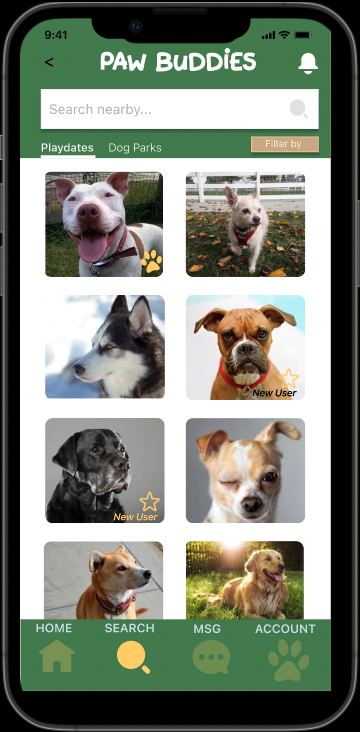 9:41
<
PAW BUDDiES
Search nearby...
Playdates Dog Parks Filter by
New User
New User
HOME SEARCH MSG ACCOUNT